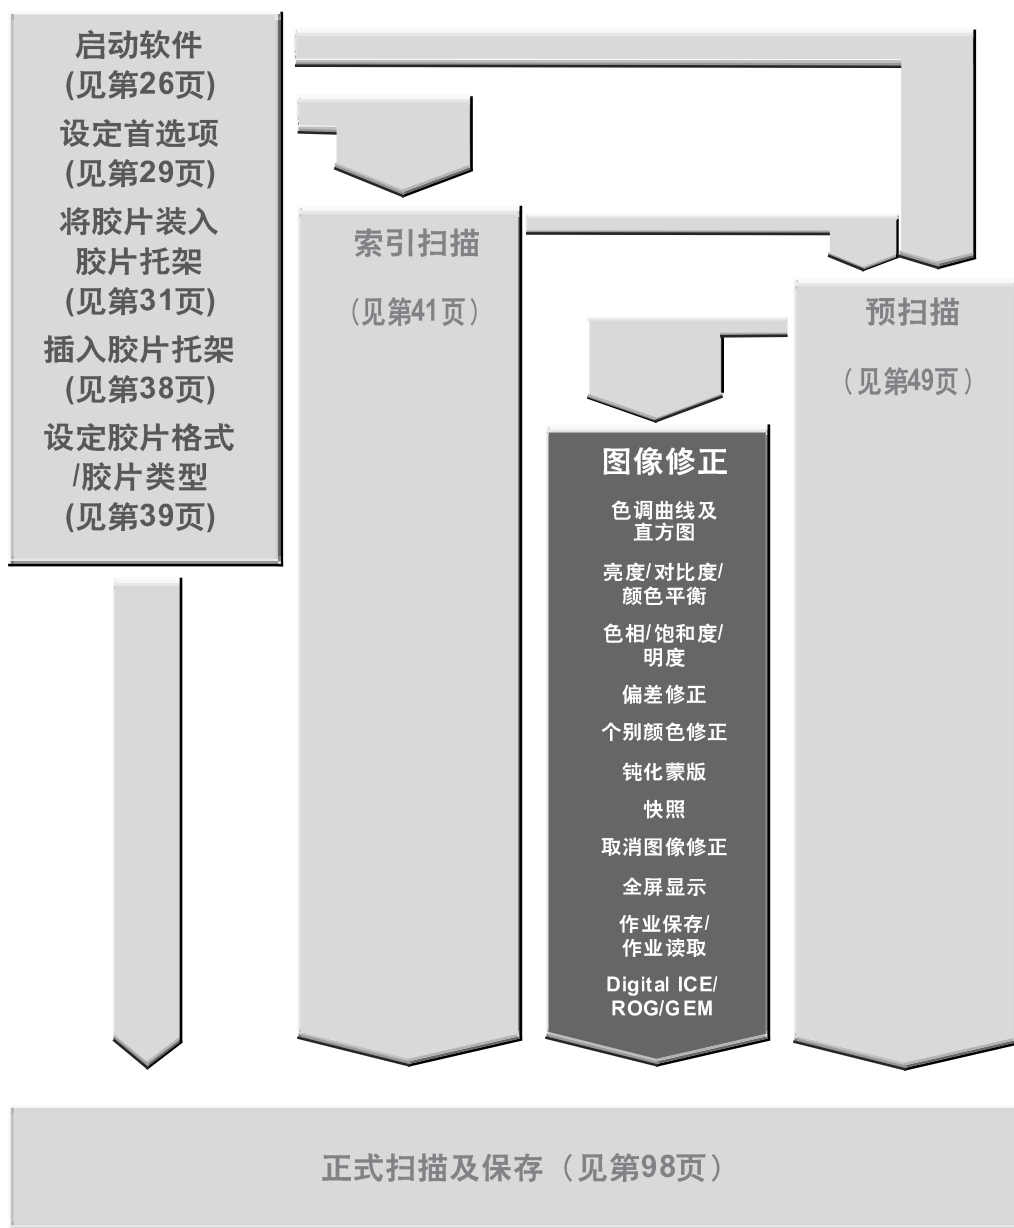 启动软件
(见第26页)
设定首选项
(见第29页)
将胶片装入
胶片托架
(见第31页)
插入胶片托架
(见第38页)
设定胶片格式
/胶片类型
(见第39页)
索引扫描
（见第41页）
预扫描
（见第49页）
图像修正
色调曲线及
直方图
亮度/对比度/
颜色平衡
色相/饱和度/
明度
偏差修正
个别颜色修正
钝化蒙版
快照
取消图像修正
全屏显示
作业保存/
作业读取
Digital ICE/
ROG/GEM
正式扫描及保存（见第98页）